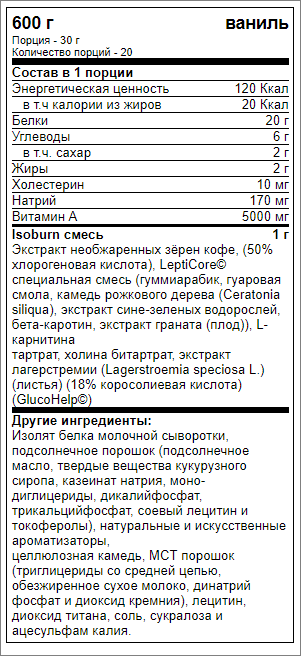 600 г ваниль
Порция - 30 г
Количество порций - 20
Состав в 1 порции
Энергетическая ценность 120 Ккал
в т.ч калории из жиров 20 Ккал
Белки 20 г
Углеводы 6 г
в т.ч. сахар 2 г
Жиры 2 г
Холестерин 10 мг
Натрий 170 мг
Витамин А 5000 мг
Isoburn смесь 1 г
Экстракт необжаренных зёрен кофе, (50%
хлорогеновая кислота), LeptiCore©
специальная смесь (гуммиарабик, гуаровая
смола, камедь рожкового дерева (Ceratonia
siliqua), экстракт сине-зеленых водорослей,
бета-каротин, экстракт граната (плод)), L-
карнитина
тартрат, холина битартрат, экстракт
лагерстремии (Lagerstroemia speciosa L.)
(листья) (18% коросолиевая кислота)
(GlucoHelp©)
Другие ингредиенты:
Изолят белка молочной сыворотки,
подсолнечное порошок (подсолнечное
масло, твердые вещества кукурузного
сиропа, казеинат натрия, моно-
диглицериды, дикалийфосфат,
трикальцийфосфат, соевый лецитин и
токоферолы), натуральные и искусственные
ароматизаторы,
целлюлозная камедь, МСТ порошок
(триглицериды со средней цепью,
обезжиренное сухое молоко, динатрий
фосфат и диоксид кремния), лецитин,
диоксид титана, соль, сукралоза и
ацесульфам калия.